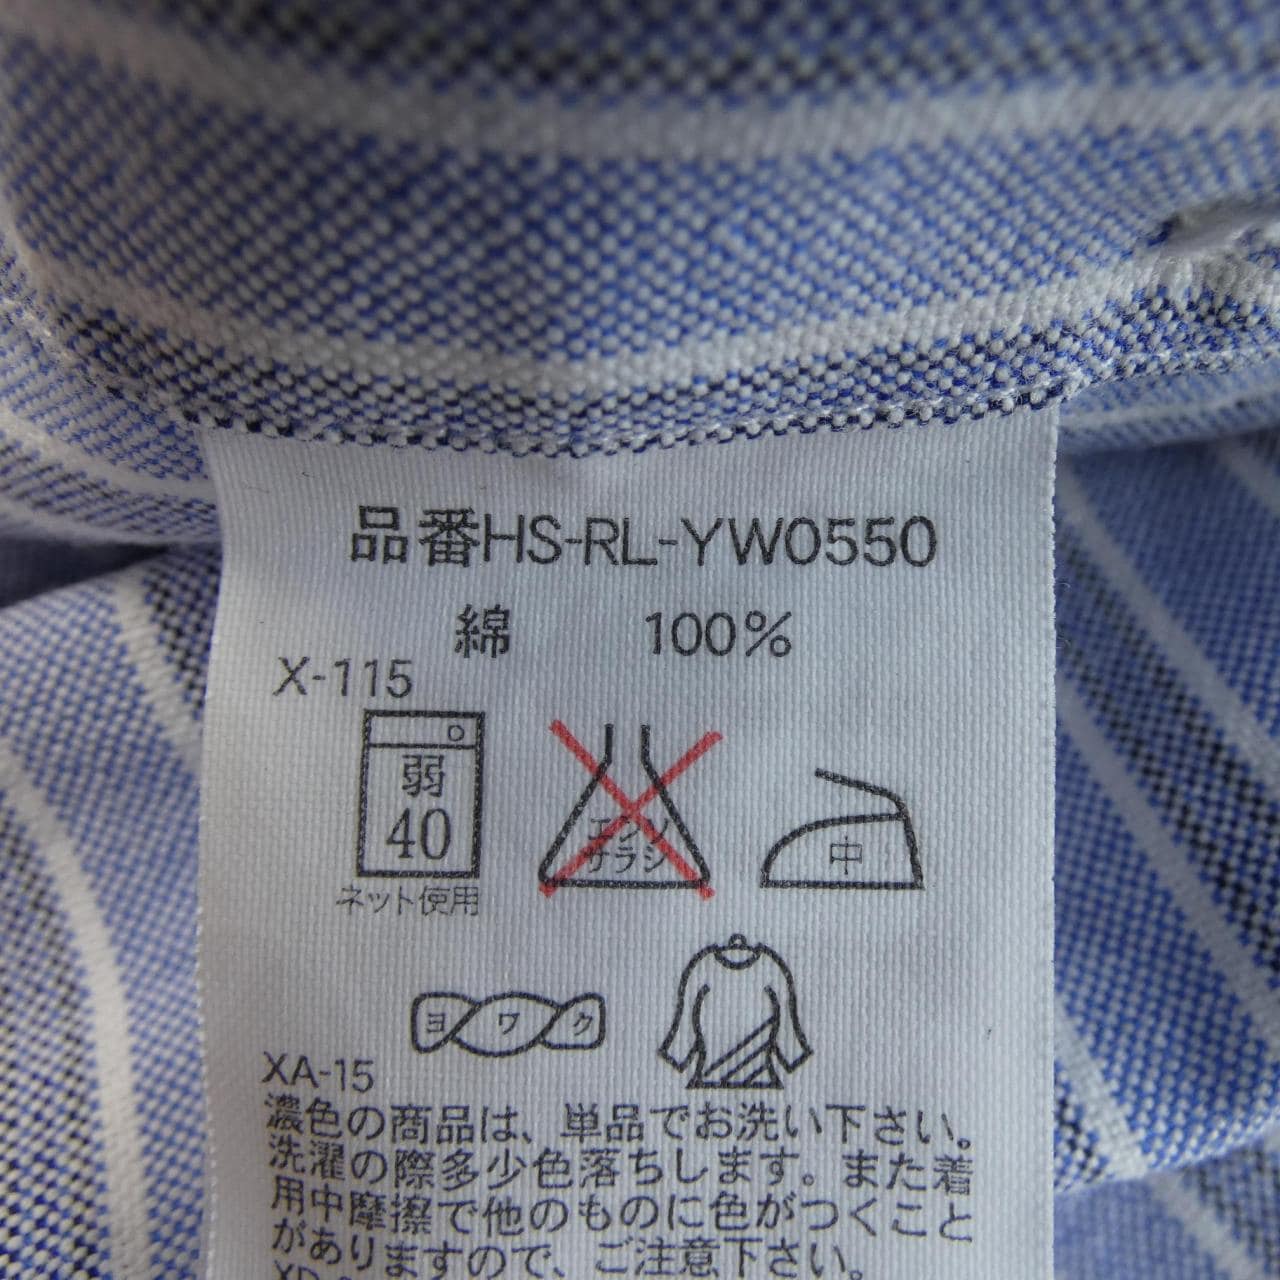 品番HS-RL-YW0550
綿 100%
X-115
弱
40
ネット使用
エンソ
サラシ
中
ヨワク
XA-15
濃色の商品は、単品でお洗い下さい。
洗濯の際多少色落ちします。また着
用中摩擦で他のものに色がつくこと
がありますので、ご注意下さい。